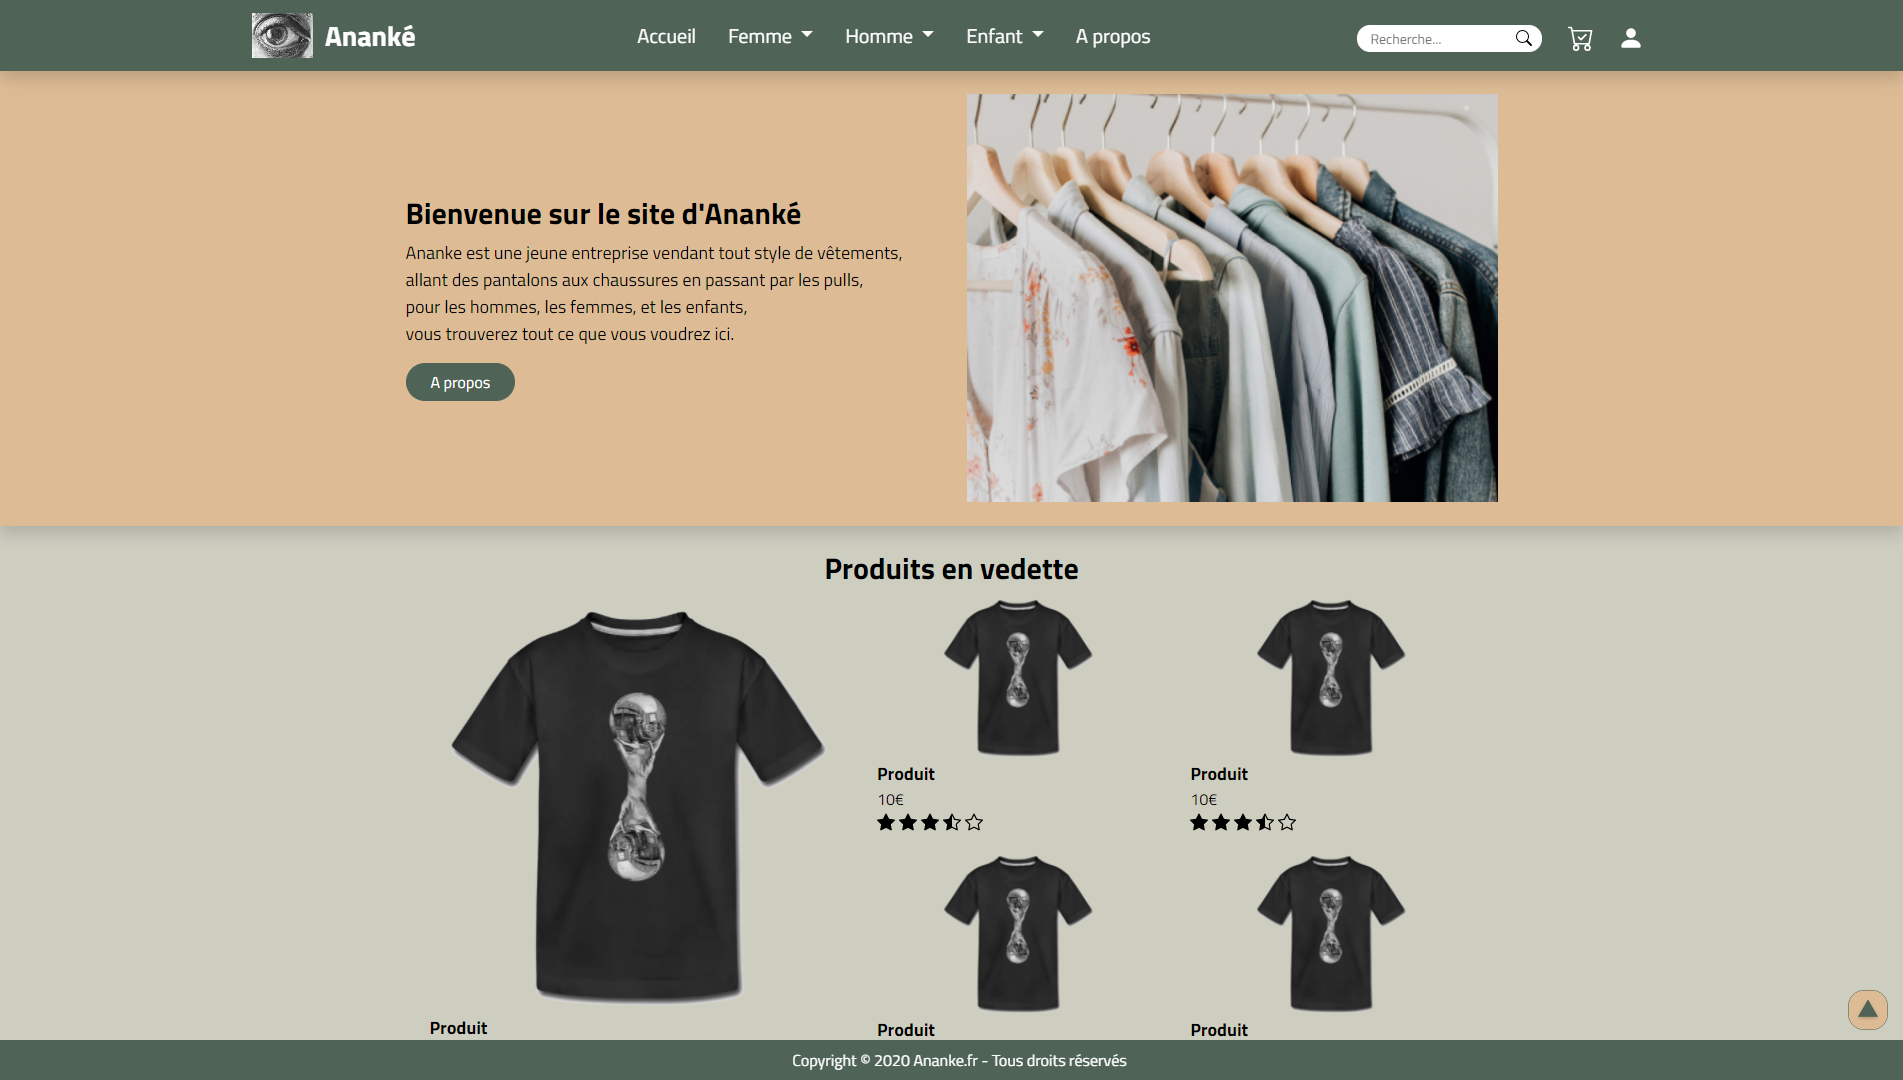 Ananké
Accueil
Femme
Homme
Enfant
A propos
Recherche...
Bienvenue sur le site d'Ananké
Ananke est une jeune entreprise vendant tout style de vêtements,
allant des pantalons aux chaussures en passant par les pulls,
pour les hommes, les femmes, et les enfants,
vous trouverez tout ce que vous voudrez ici.
A propos
Produits en vedette
Produit
10€
Produit
10€
Produit
Produit
Produit
Copyright © 2020 Ananke.fr - Tous droits réservés